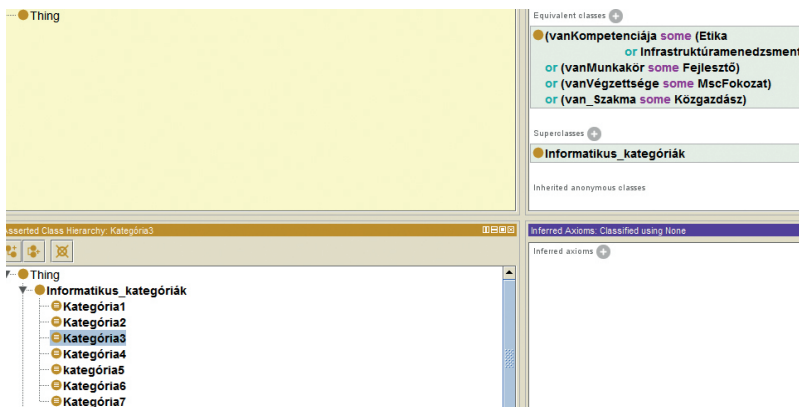 Thing
Equivalent classes
(vanKompetenciája some (Etika
or Infrastruktúramenedzsment
or (vanMunkakör some Fejlesztő)
or (vanVégzettsége some MscFokozat)
or (van_Szakma some Közgazdász)
Superclasses
Informatikus_kategóriák
Inherited anonymous classes
Asserted Class Hierarchy: Kategória3
Thing
Informatikus_kategóriák
Kategória1
Kategória2
Kategória3
Kategória4
kategória5
Kategória6
Kategória7
Inferred Axioms: Classified using None
Inferred axioms